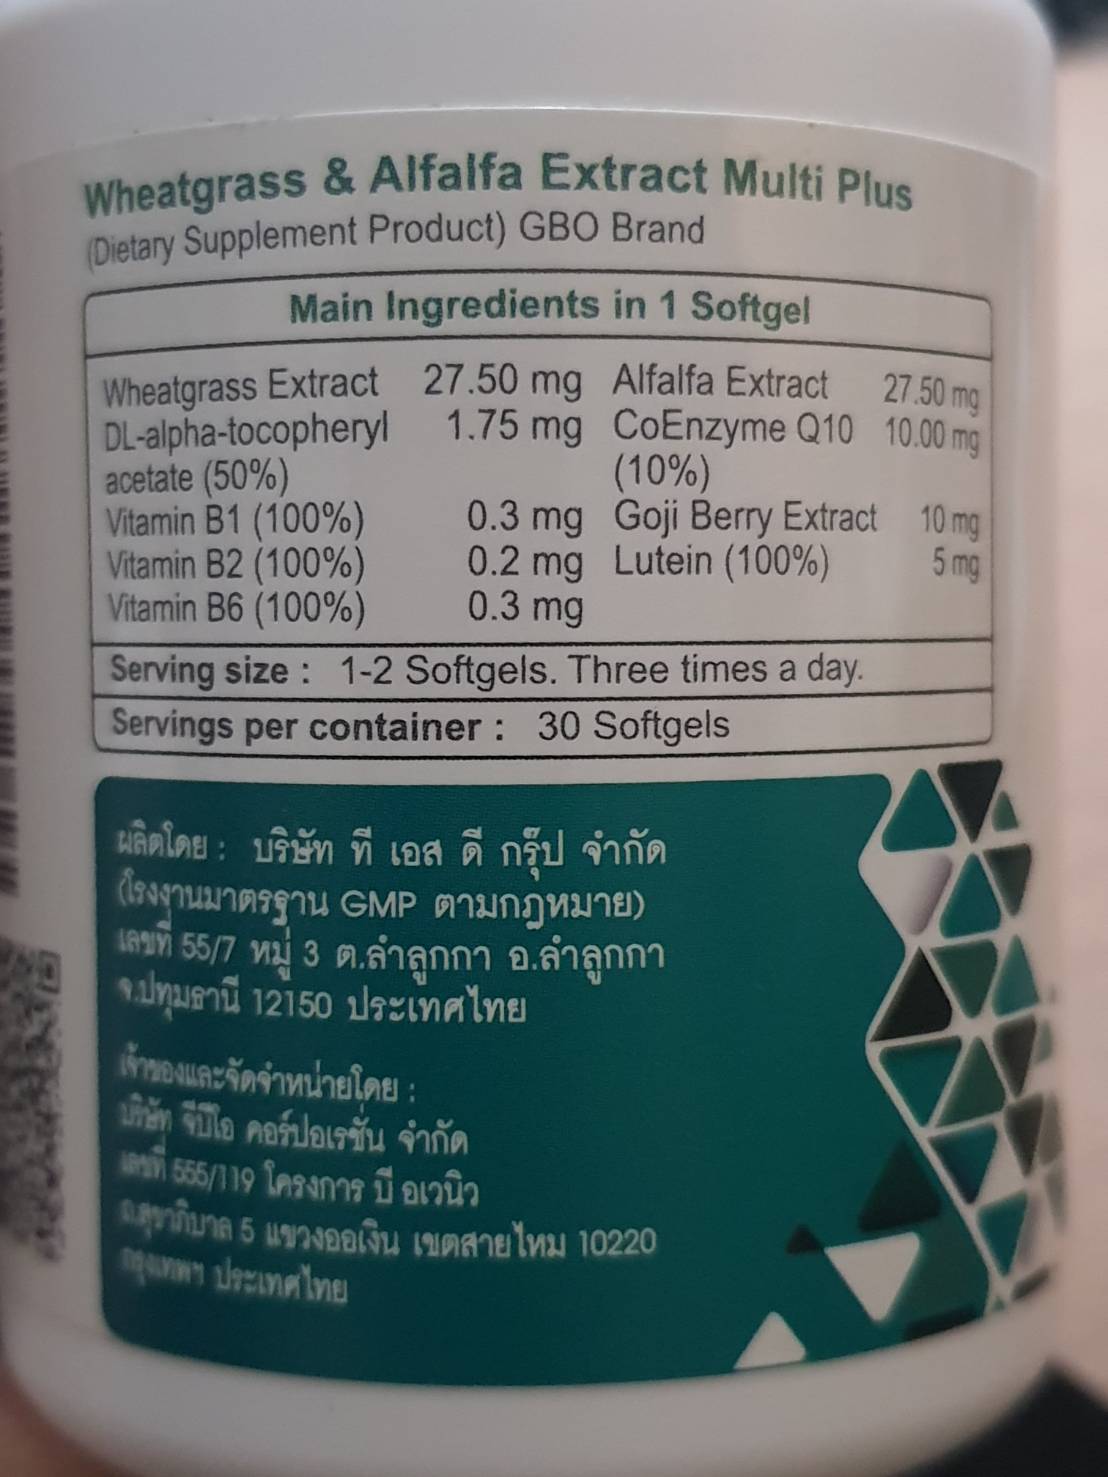 Wheatgrass & Alfalfa Extract Multi Plus
(Dietary Supplement Product) GBO Brand
Main Ingredients in 1 Softgel
Wheatgrass Extract 27.50 mg Alfalfa Extract 27.50 mg
DL-alpha-tocopheryl 1.75 mg CoEnzyme Q10 10.00 mg
acetate (50%) (10%)
Vitamin B1 (100%) 0.3 mg Goji Berry Extract 10 mg
Vitamin B2 (100%) 0.2 mg Lutein (100%) 5 mg
Vitamin B6 (100%) 0.3 mg
Serving size : 1-2 Softgels. Three times a day.
Servings per container : 30 Softgels
ผลิตโดย : บริษัท ที เอส ดี กรุ๊ป จำกัด
(โรงงานมาตรฐาน GMP ตามกฎหมาย)
เลขที่ 55/7 หมู่ 3 ต.ลำลูกกา อ.ลำลูกกา
จ.ปทุมธานี 12150 ประเทศไทย
เจ้าของและจัดจำหน่ายโดย :
บริษัท จีบีโอ คอร์ปอเรชั่น จำกัด
เลขที่ 555/119 โครงการ บี อเวนิว
ถ.สุขาภิบาล 5 แขวงออเงิน เขตสายไหม 10220
กรุงเทพฯ ประเทศไทย